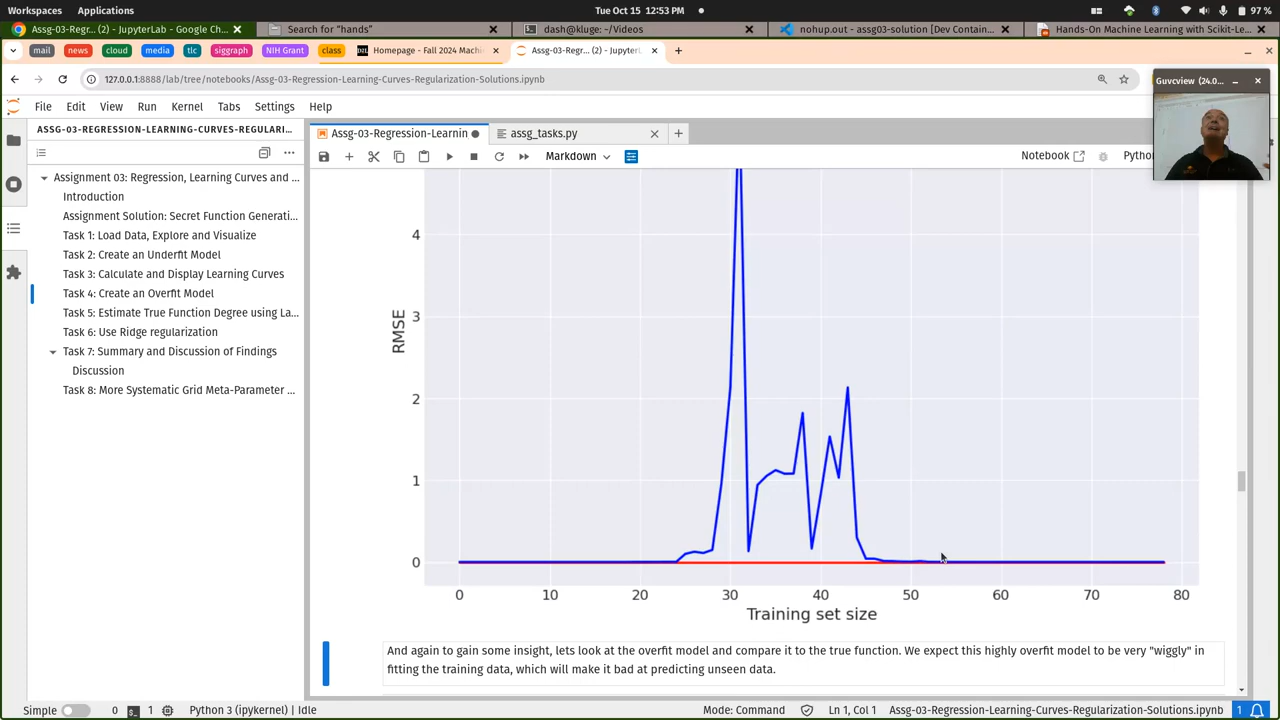 Workspaces Applications Tue Oct 15 12:53 PM 97 %
Assg-03-Regr... (2) - JupyterLab - Google Ch... Search for “hands” dash@kluge: ~/Videos nohup.out - assg03-solution [Dev Contain... Hands-On Machine Learning with Scikit-Le...
mail news cloud media tlc siggraph NIH Grant class Homepage - Fall 2024 Machi Assg-03-Regr... (2) - Jupyter
127.0.0.1:8888/lab/tree/notebooks/Assg-03-Regression-Learning-Curves-Regularization-Solutions.ipynb
Guvcview (24.0...
File Edit View Run Kernel Tabs Settings Help
ASSG-03-REGRESSION-LEARNING-CURVES-REGULARI...
Assg-03-Regression-Learnin assg_tasks.py
Markdown Notebook Python
Assignment 03: Regression, Learning Curves and ...
Introduction
Assignment Solution: Secret Function Generati...
Task 1: Load Data, Explore and Visualize
Task 2: Create an Underfit Model
Task 3: Calculate and Display Learning Curves
Task 4: Create an Overfit Model
Task 5: Estimate True Function Degree using La...
Task 6: Use Ridge regularization
Task 7: Summary and Discussion of Findings
Discussion
Task 8: More Systematic Grid Meta-Parameter ...
4
3
2
1
0
RMSE
0 10 20 30 40 50 60 70 80
Training set size
And again to gain some insight, lets look at the overfit model and compare it to the true function. We expect this highly overfit model to be very "wiggly" in
fitting the training data, which will make it bad at predicting unseen data.
Simple 0 1 Python 3 (ipykernel) | Idle Mode: Command Ln 1, Col 1 Assg-03-Regression-Learning-Curves-Regularization-Solutions.ipynb 1